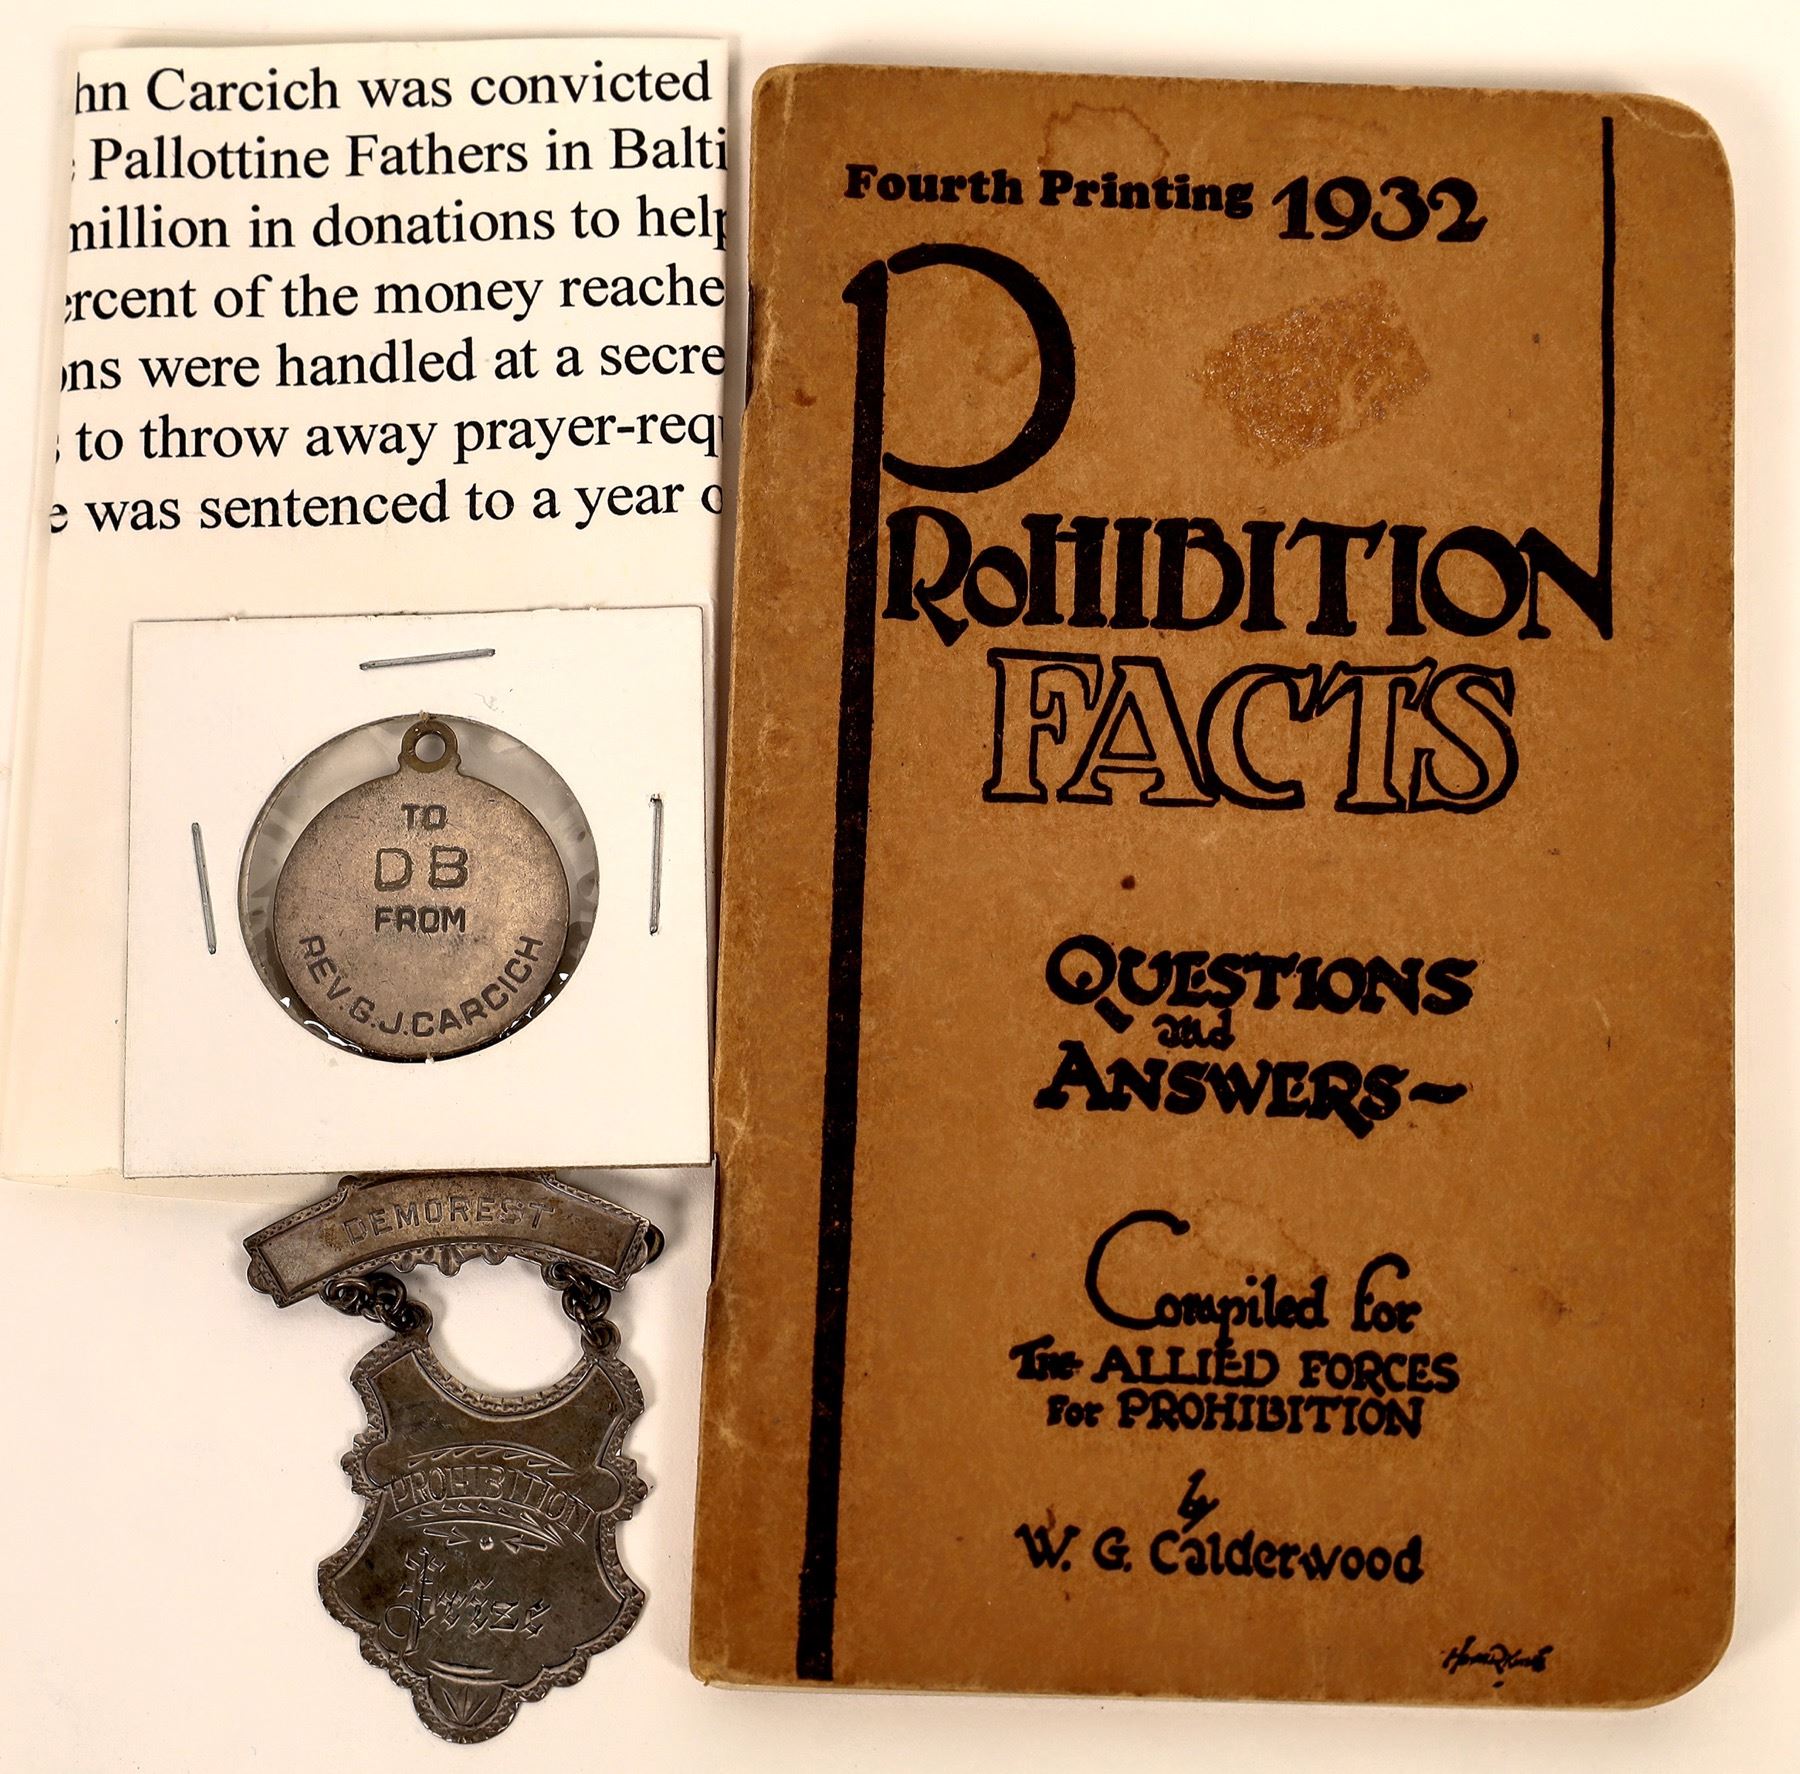 hn Carcich was convicted
Pallottine Fathers in Balti
million in donations to help
ercent of the money reache
ons were handled at a secre
to throw away prayer-requ
e was sentenced to a year o
TO
DB
FROM
REV. G.J. CARCICH
DEMOREST
PROHIBITION
Prize
Fourth Printing 1932
PROHIBITION
FACTS
QUESTIONS
and
ANSWERS-
Compiled for
The ALLIED FORCES
For PROHIBITION
by
W. G. Calderwood